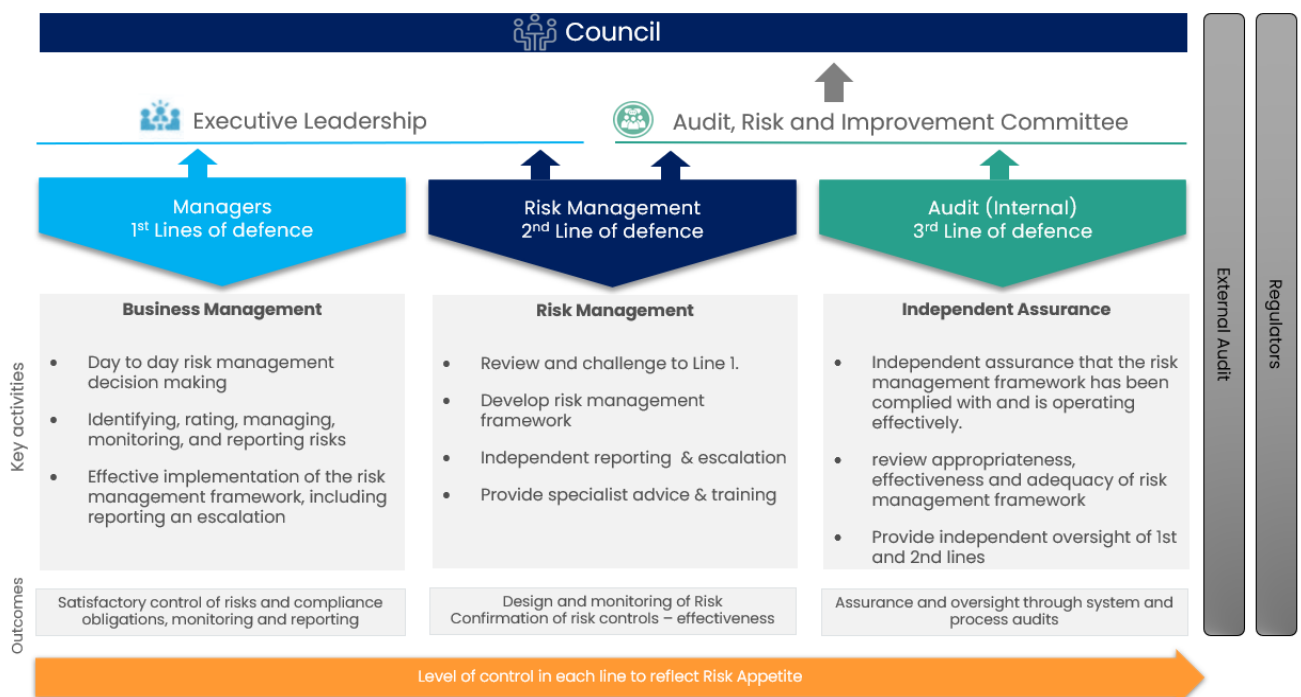 Council
Executive Leadership
Audit, Risk and Improvement Committee
Managers
1st Lines of defence
Risk Management
2nd Line of defence
Audit (Internal)
3rd Line of defence
External Audit
Regulators
Key activities
Business Management
• Day to day risk management
decision making
• Identifying, rating, managing,
monitoring, and reporting risks
• Effective implementation of the risk
management framework, including
reporting an escalation
Risk Management
• Review and challenge to Line 1.
• Develop risk management
framework
• Independent reporting & escalation
• Provide specialist advice & training
Independent Assurance
• Independent assurance that the risk
management framework has been
complied with and is operating
effectively.
• review appropriateness,
effectiveness and adequacy of risk
management framework
• Provide independent oversight of 1st
and 2nd lines
Outcomes
Satisfactory control of risks and compliance
obligations, monitoring and reporting
Design and monitoring of Risk
Confirmation of risk controls – effectiveness
Assurance and oversight through system and
process audits
Level of control in each line to reflect Risk Appetite